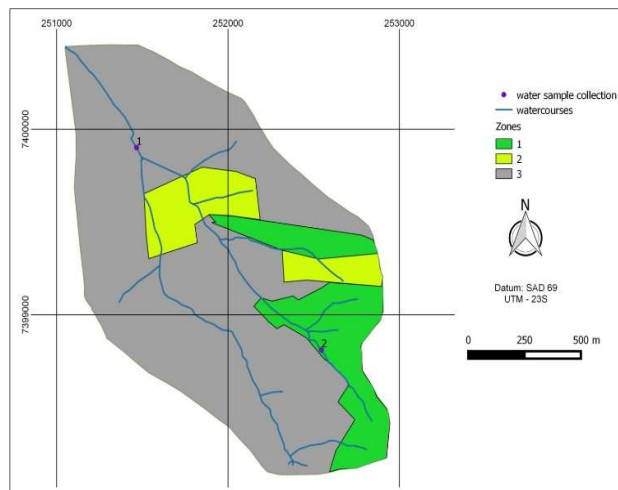 251000 252000 253000
7400000
7399000
1
2
water sample collection
watercourses
Zones
1
2
3
N
Datum: SAD 69
UTM - 23S
0 250 500 m